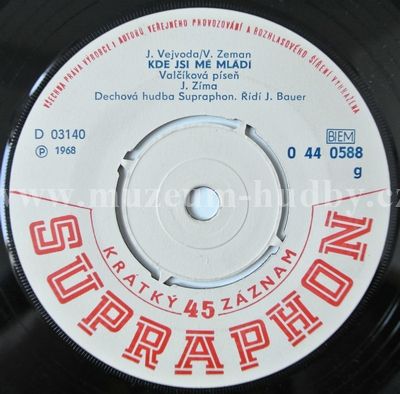 VŠECHNA PRÁVA VÝROBCE I AUTORŮ VEŘEJNÉHO PROVOZOVÁNÍ A ROZHLASOVÉHO ŠÍŘENÍ VYHRAŽENA
J. Vejvoda/V. Zeman
KDE JSI MÉ MLÁDÍ
Valčíková píseň
J. Zíma
Dechová hudba Supraphon. Řídí J. Bauer
D 03140
BIEM
℗ 1968
0 44 0588
g
www.muzeum-hudby.cz
KRÁTKÝ 45 ZÁZNAM
SUPRAPHON